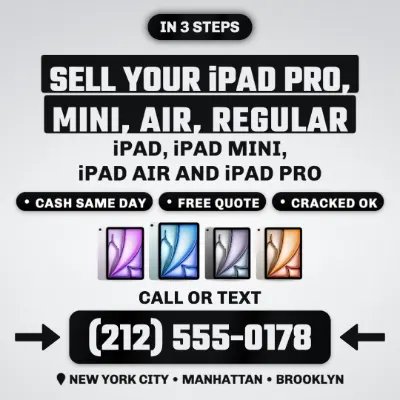 IN 3 STEPS
SELL YOUR iPAD PRO,
MINI, AIR, REGULAR
iPAD, iPAD MINI,
iPAD AIR AND iPAD PRO
• CASH SAME DAY • FREE QUOTE • CRACKED OK
CALL OR TEXT
(212) 555-0178
NEW YORK CITY • MANHATTAN • BROOKLYN